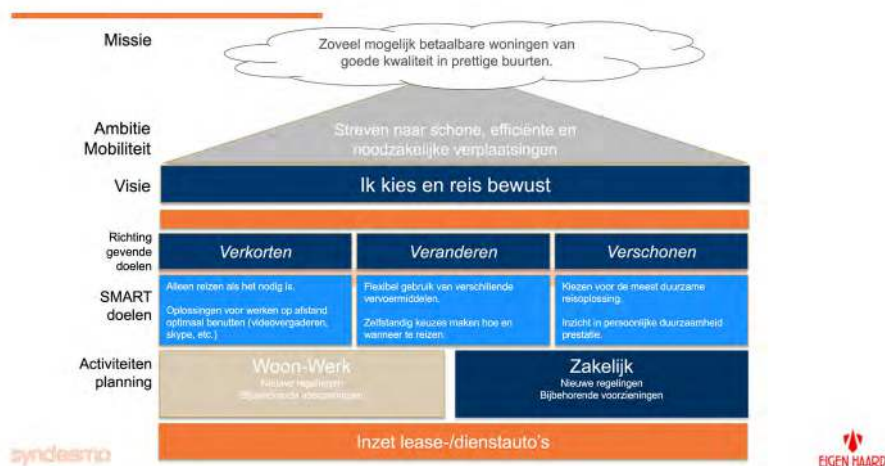 Missie
Zoveel mogelijk betaalbare woningen van
goede kwaliteit in prettige buurten.
Ambitie
Mobiliteit
Streven naar schone, efficiënte en
noodzakelijke verplaatsingen
Visie
Ik kies en reis bewust
Richting
gevende
doelen
Verkorten
Veranderen
Verschonen
SMART
doelen
Alleen reizen als het nodig is.
Oplossingen voor werken op afstand
optimaal benutten (videovergaderen,
skype, etc.)
Flexibel gebruik van verschillende
vervoermiddelen.
Zelfstandig keuzes maken hoe en
wanneer te reizen.
Kiezen voor de meest duurzame
reisoplossing.
Inzicht in persoonlijke duurzaamheid
prestatie.
Activiteiten
planning
Woon-Werk
Nieuwe regelingen
Bijbehorende voorzieningen
Zakelijk
Nieuwe regelingen
Bijbehorende voorzieningen
Inzet lease-/dienstauto's
syndesmo
EIGEN HAARD